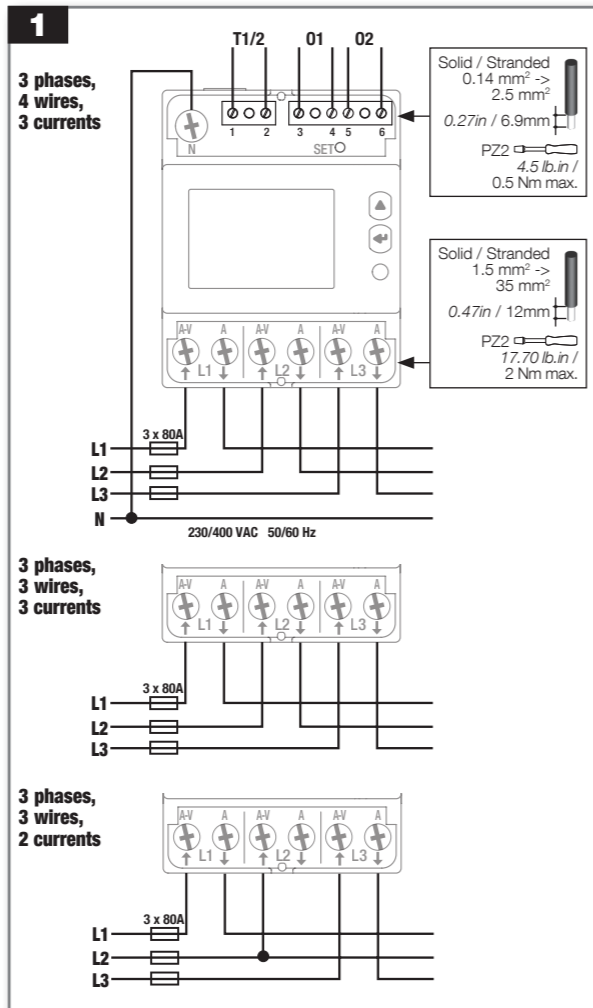 1
T1/2 O1 O2
3 phases,
4 wires,
3 currents
N
1 2 3 4 5 6
SET
Solid / Stranded
0.14 mm² ->
2.5 mm²
0.27in / 6.9mm
PZ2
4.5 lb.in /
0.5 Nm max.
Solid / Stranded
1.5 mm² ->
35 mm²
0.47in / 12mm
PZ2
17.70 lb.in /
2 Nm max.
A-V A A-V A A-V A
L1 L2 L3
3 x 80A
L1
L2
L3
N
230/400 VAC 50/60 Hz
3 phases,
3 wires,
3 currents
A-V A A-V A A-V A
L1 L2 L3
3 x 80A
L1
L2
L3
3 phases,
3 wires,
2 currents
A-V A A-V A A-V A
L1 L2 L3
3 x 80A
L1
L2
L3